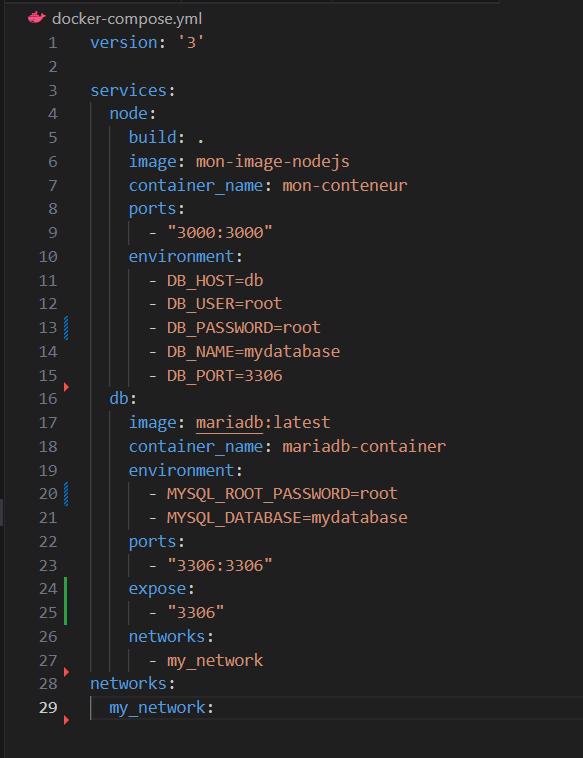 docker-compose.yml
1 version: '3'
2
3 services:
4   node:
5     build: .
6     image: mon-image-nodejs
7     container_name: mon-conteneur
8     ports:
9       - "3000:3000"
10     environment:
11       - DB_HOST=db
12       - DB_USER=root
13       - DB_PASSWORD=root
14       - DB_NAME=mydatabase
15       - DB_PORT=3306
16   db:
17     image: mariadb:latest
18     container_name: mariadb-container
19     environment:
20       - MYSQL_ROOT_PASSWORD=root
21       - MYSQL_DATABASE=mydatabase
22     ports:
23       - "3306:3306"
24     expose:
25       - "3306"
26     networks:
27       - my_network
28 networks:
29   my_network: